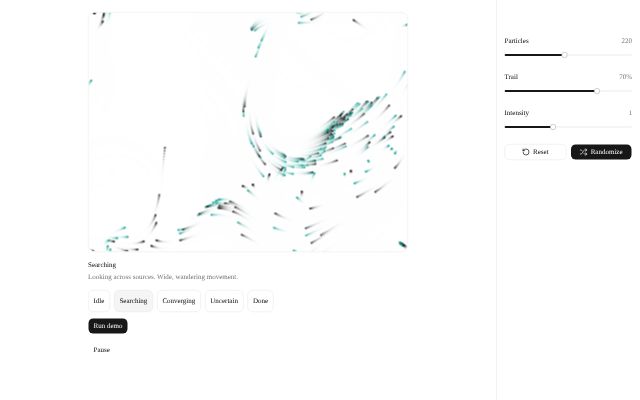 Particles 220
Trail 70%
Intensity 1
Reset Randomize
Searching
Looking across sources. Wide, wandering movement.
Idle Searching Converging Uncertain Done
Run demo
Pause